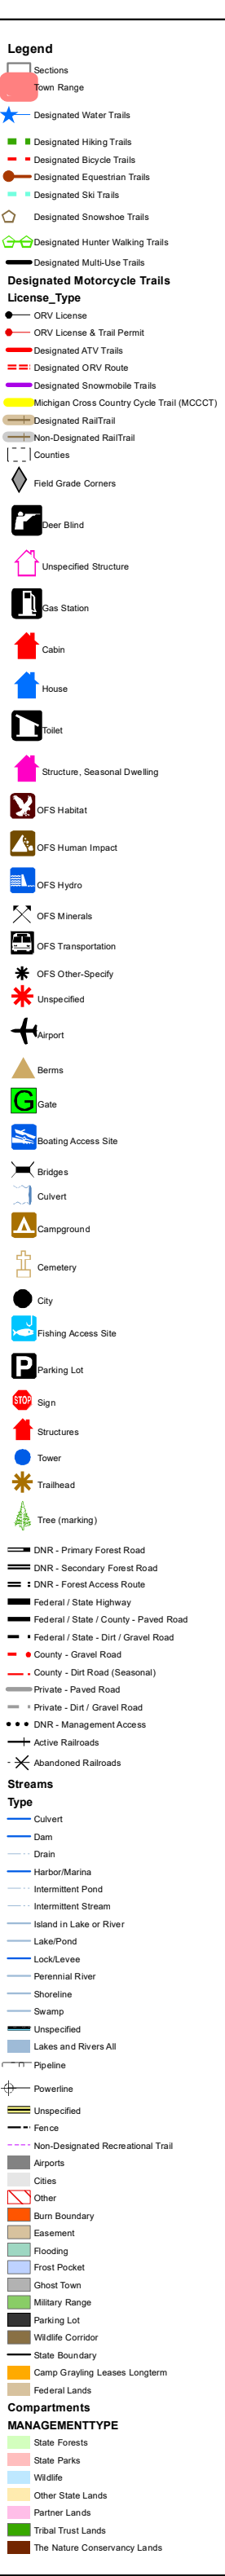 Legend
Sections
Town Range
Designated Water Trails
Designated Hiking Trails
Designated Bicycle Trails
Designated Equestrian Trails
Designated Ski Trails
Designated Snowshoe Trails
Designated Hunter Walking Trails
Designated Multi-Use Trails
Designated Motorcycle Trails
License_Type
ORV License
ORV License & Trail Permit
Designated ATV Trails
Designated ORV Route
Designated Snowmobile Trails
Michigan Cross Country Cycle Trail (MCCCT)
Designated RailTrail
Non-Designated RailTrail
Counties
Field Grade Corners
Deer Blind
Unspecified Structure
Gas Station
Cabin
House
Toilet
Structure, Seasonal Dwelling
OFS Habitat
OFS Human Impact
OFS Hydro
OFS Minerals
OFS Transportation
OFS Other-Specify
Unspecified
Airport
Berms
G Gate
Boating Access Site
Bridges
Culvert
Campground
Cemetery
City
Fishing Access Site
P Parking Lot
STOP Sign
Structures
Tower
Trailhead
Tree (marking)
DNR - Primary Forest Road
DNR - Secondary Forest Road
DNR - Forest Access Route
Federal / State Highway
Federal / State / County - Paved Road
Federal / State - Dirt / Gravel Road
County - Gravel Road
County - Dirt Road (Seasonal)
Private - Paved Road
Private - Dirt / Gravel Road
DNR - Management Access
Active Railroads
Abandoned Railroads
Streams
Type
Culvert
Dam
Drain
Harbor/Marina
Intermittent Pond
Intermittent Stream
Island in Lake or River
Lake/Pond
Lock/Levee
Perennial River
Shoreline
Swamp
Unspecified
Lakes and Rivers All
Pipeline
Powerline
Unspecified
Fence
Non-Designated Recreational Trail
Airports
Cities
Other
Burn Boundary
Easement
Flooding
Frost Pocket
Ghost Town
Military Range
Parking Lot
Wildlife Corridor
State Boundary
Camp Grayling Leases Longterm
Federal Lands
Compartments
MANAGEMENTTYPE
State Forests
State Parks
Wildlife
Other State Lands
Partner Lands
Tribal Trust Lands
The Nature Conservancy Lands